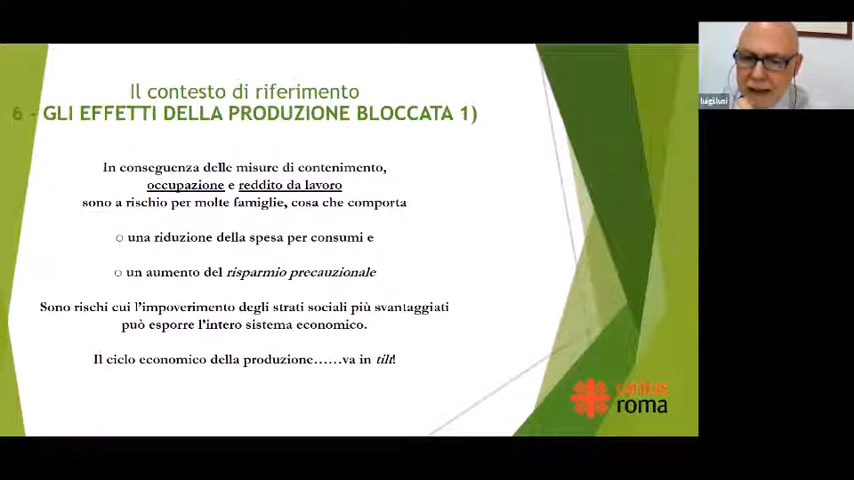 Il contesto di riferimento
6 - GLI EFFETTI DELLA PRODUZIONE BLOCCATA 1)
In conseguenza delle misure di contenimento,
occupazione e reddito da lavoro
sono a rischio per molte famiglie, cosa che comporta
o una riduzione della spesa per consumi e
o un aumento del risparmio precauzionale
Sono rischi cui l'impoverimento degli strati sociali più svantaggiati
può esporre l'intero sistema economico.
Il ciclo economico della produzione……va in tilt!
caritas
roma
luigi.lusi